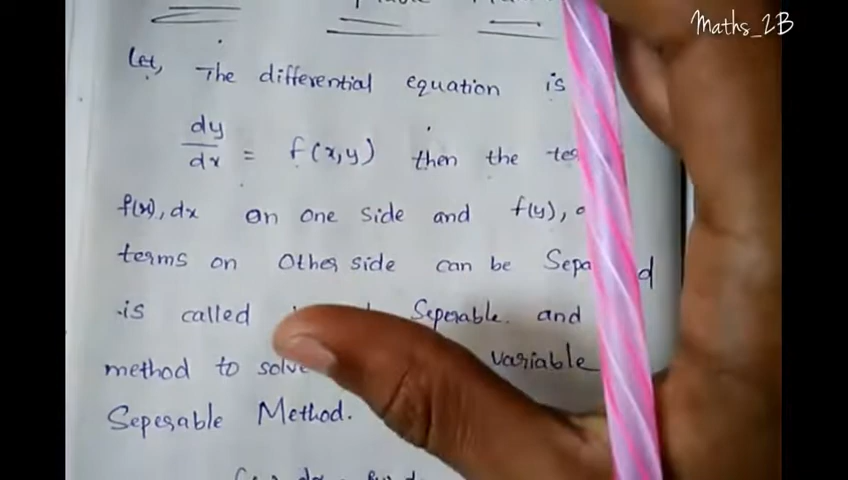 Maths_2B
Let, The differential equation is
dy/dx = f(x,y) then the
f(x), dx on one side and f(y),
terms on Other side can be
is called Seperable. and
method to solve variable
Seperable Method.